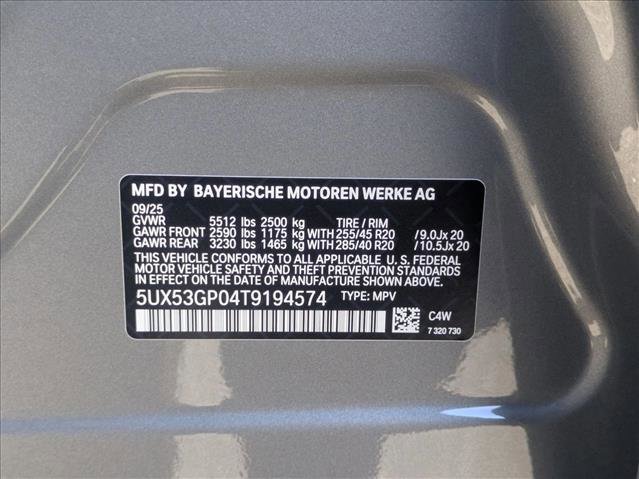 MFD BY BAYERISCHE MOTOREN WERKE AG
09/25
GVWR 5512 lbs 2500 kg TIRE / RIM
GAWR FRONT 2590 lbs 1175 kg WITH 255/45 R20 /9.0Jx 20
GAWR REAR 3230 lbs 1465 kg WITH 285/40 R20 /10.5Jx 20
THIS VEHICLE CONFORMS TO ALL APPLICABLE U. S. FEDERAL
MOTOR VEHICLE SAFETY AND THEFT PREVENTION STANDARDS
IN EFFECT ON THE DATE OF MANUFACTURE SHOWN ABOVE.
5UX53GP04T9194574 TYPE: MPV
C4W
7 320 730